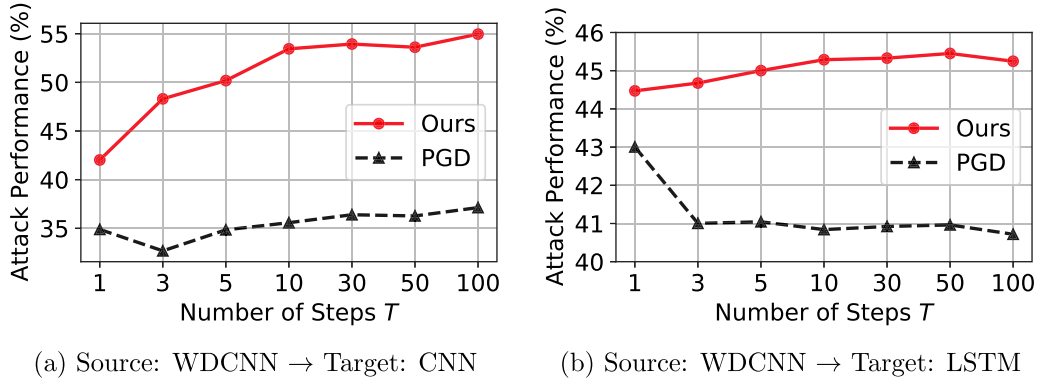 Attack Performance (%)
55
50
45
40
35
Ours
PGD
1 3 5 10 30 50 100
Number of Steps T
(a) Source: WDCNN → Target: CNN
Attack Performance (%)
46
45
44
43
42
41
40
Ours
PGD
1 3 5 10 30 50 100
Number of Steps T
(b) Source: WDCNN → Target: LSTM